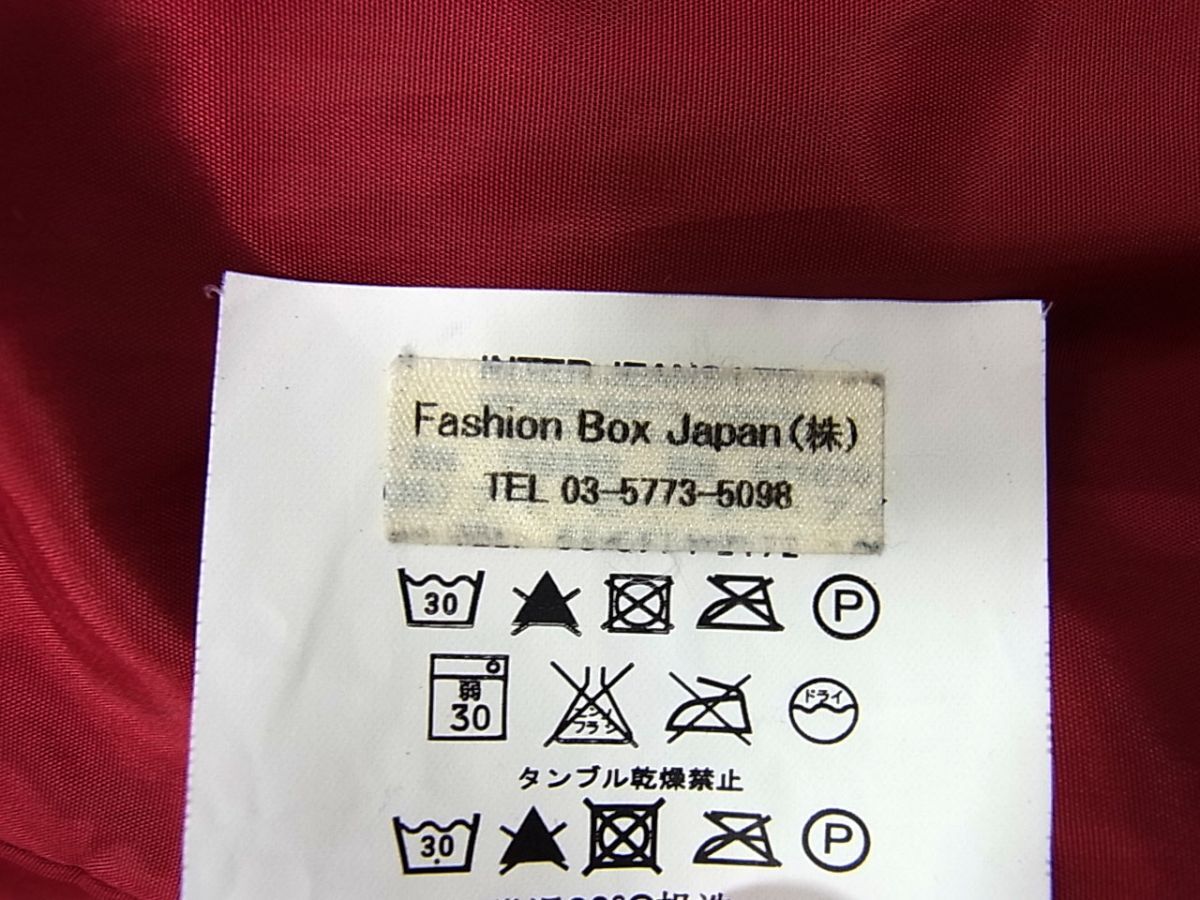 Fashion Box Japan(株)
TEL 03-5773-5098
30 P
弱
30 ドライ
タンブル乾燥禁止
30 P